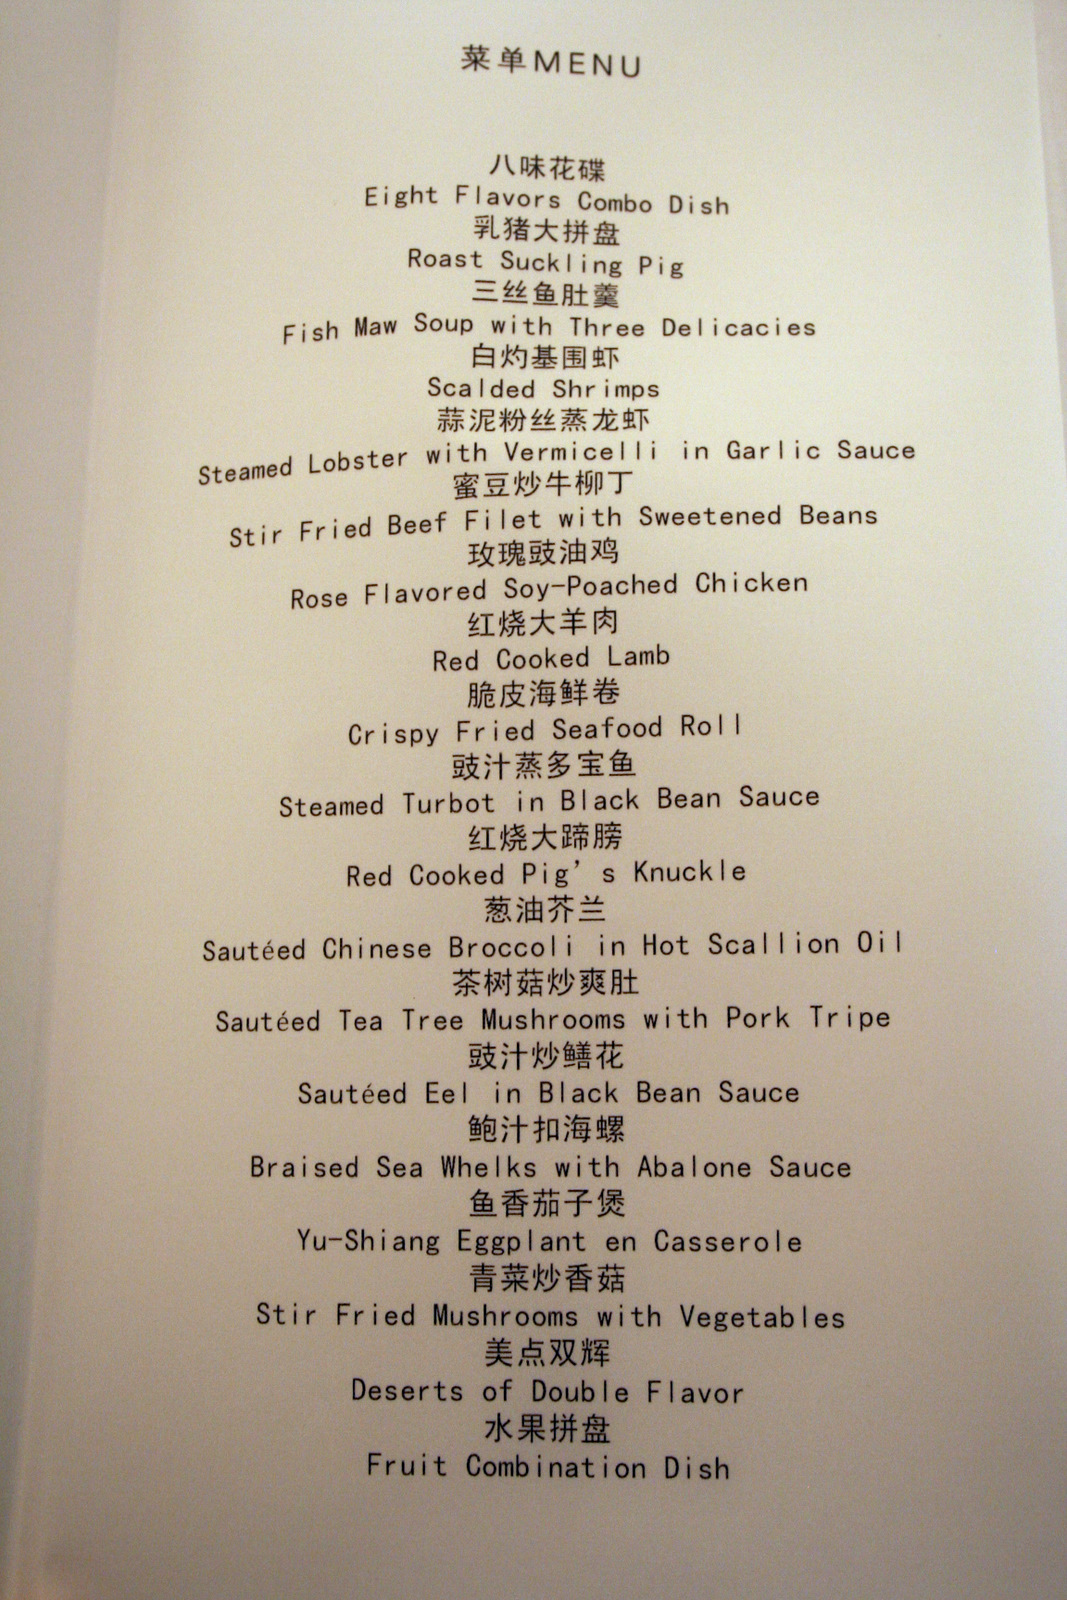 菜单MENU
八味花碟
Eight Flavors Combo Dish
乳猪大拼盘
Roast Suckling Pig
三丝鱼肚羹
Fish Maw Soup with Three Delicacies
白灼基围虾
Scalded Shrimps
蒜泥粉丝蒸龙虾
Steamed Lobster with Vermicelli in Garlic Sauce
蜜豆炒牛柳丁
Stir Fried Beef Filet with Sweetened Beans
玫瑰豉油鸡
Rose Flavored Soy-Poached Chicken
红烧大羊肉
Red Cooked Lamb
脆皮海鲜卷
Crispy Fried Seafood Roll
豉汁蒸多宝鱼
Steamed Turbot in Black Bean Sauce
红烧大蹄膀
Red Cooked Pig’s Knuckle
葱油芥兰
Sautéed Chinese Broccoli in Hot Scallion Oil
茶树菇炒爽肚
Sautéed Tea Tree Mushrooms with Pork Tripe
豉汁炒鳝花
Sautéed Eel in Black Bean Sauce
鲍汁扣海螺
Braised Sea Whelks with Abalone Sauce
鱼香茄子煲
Yu-Shiang Eggplant en Casserole
青菜炒香菇
Stir Fried Mushrooms with Vegetables
美点双辉
Deserts of Double Flavor
水果拼盘
Fruit Combination Dish